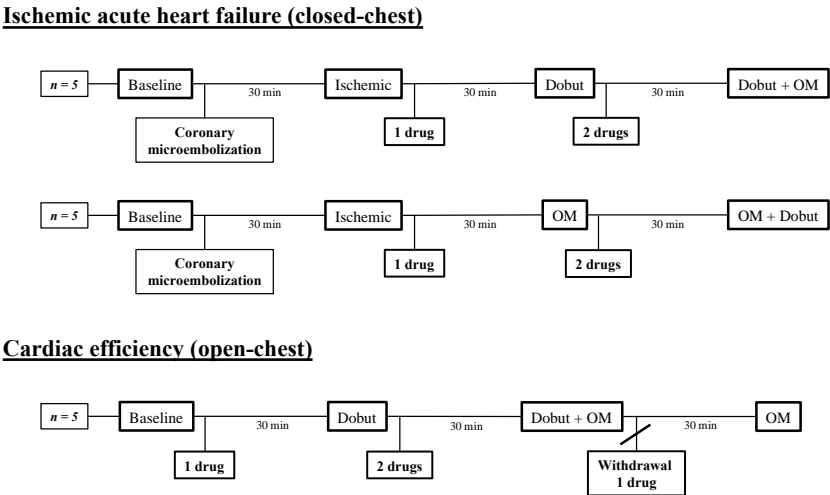 Ischemic acute heart failure (closed-chest)
n = 5
Baseline
30 min
Ischemic
30 min
Dobut
30 min
Dobut + OM
Coronary
microembolization
1 drug
2 drugs
n = 5
Baseline
30 min
Ischemic
30 min
OM
30 min
OM + Dobut
Coronary
microembolization
1 drug
2 drugs
Cardiac efficiency (open-chest)
n = 5
Baseline
30 min
Dobut
30 min
Dobut + OM
30 min
OM
1 drug
2 drugs
Withdrawal
1 drug